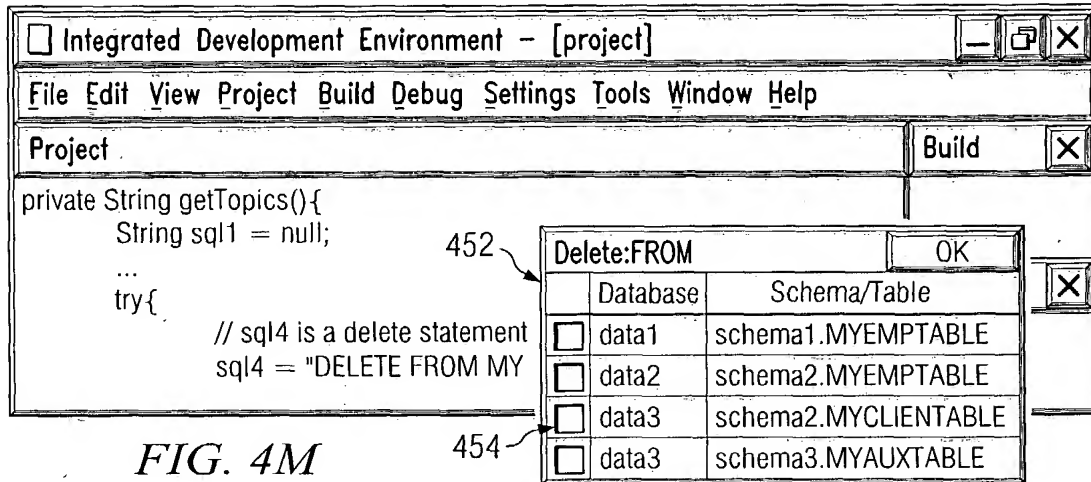 Integrated Development Environment – [project]
File Edit View Project Build Debug Settings Tools Window Help
Project
Build
private String getTopics(){
String sql1 = null;
...
try{
// sql4 is a delete statement
sql4 = "DELETE FROM MY
452
Delete:FROM
OK
Database Schema/Table
data1 schema1.MYEMPTABLE
data2 schema2.MYEMPTABLE
data3 schema2.MYCLIENTABLE
data3 schema3.MYAUXTABLE
454
FIG. 4M